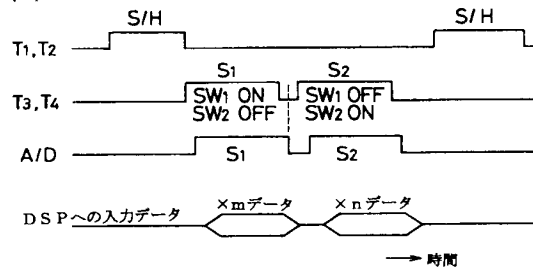 S/H S/H
T1,T2
S1 S2
T3,T4 SW1 ON SW1 OFF
SW2 OFF SW2 ON
A/D S1 S2
×mデータ ×nデータ
DSPへの入力データ
時間